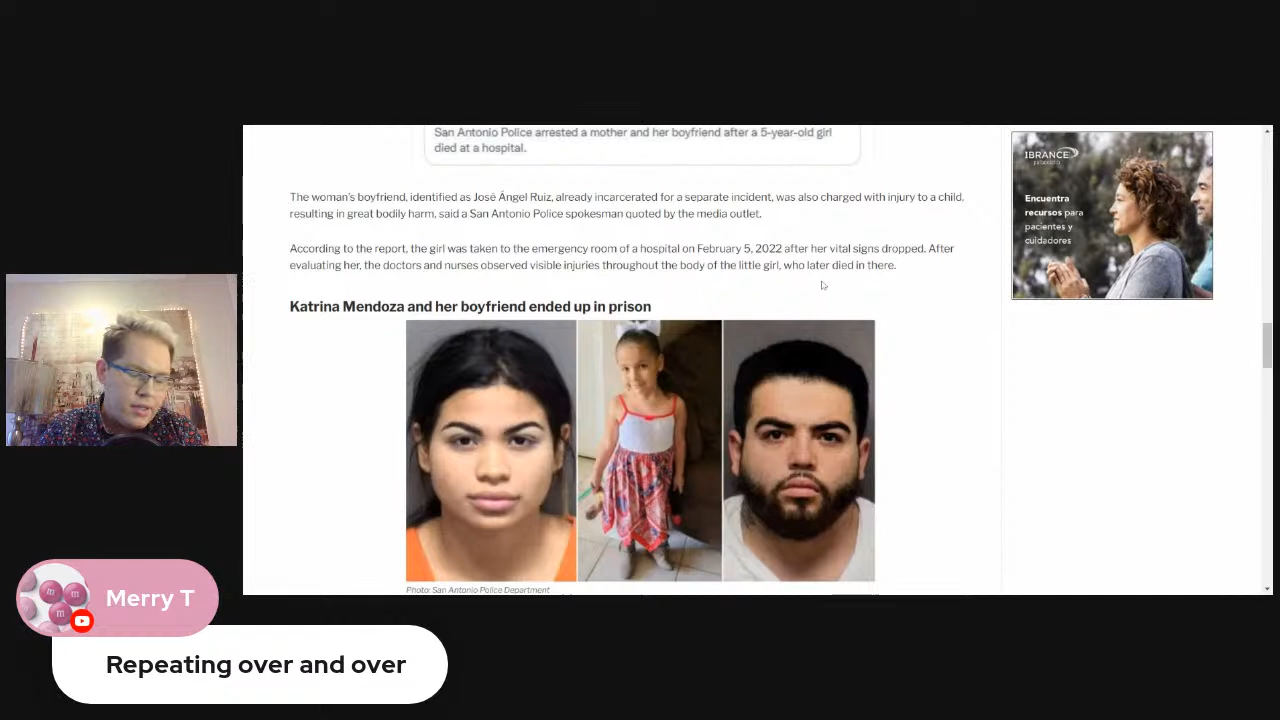 San Antonio Police arrested a mother and her boyfriend after a 5-year-old girl
died at a hospital.
The woman's boyfriend, identified as José Ángel Ruiz, already incarcerated for a separate incident, was also charged with injury to a child,
resulting in great bodily harm, said a San Antonio Police spokesman quoted by the media outlet.
According to the report, the girl was taken to the emergency room of a hospital on February 5, 2022 after her vital signs dropped. After
evaluating her, the doctors and nurses observed visible injuries throughout the body of the little girl, who later died in there.
Katrina Mendoza and her boyfriend ended up in prison
Photo: San Antonio Police Department
IBRANCE
Encuentra
recursos para
pacientes y
cuidadores
Merry T
Repeating over and over